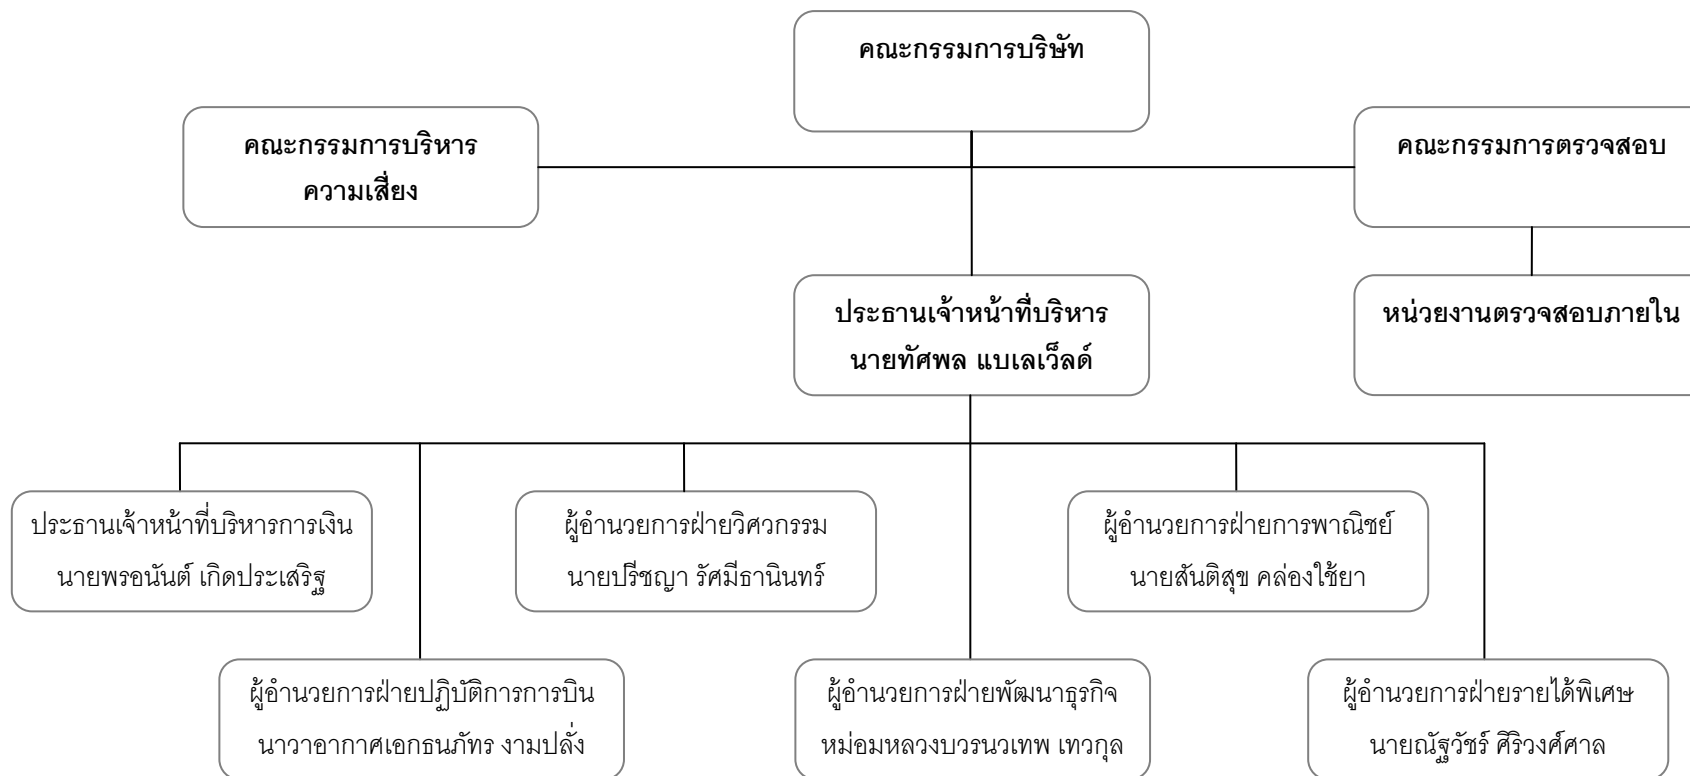 คณะกรรมการบริษัท
คณะกรรมการบริหาร
ความเสี่ยง
คณะกรรมการตรวจสอบ
ประธานเจ้าหน้าที่บริหาร
นายทัศพล แบเลเว็ลด์
หน่วยงานตรวจสอบภายใน
ประธานเจ้าหน้าที่บริหารการเงิน
นายพรอนันต์ เกิดประเสริฐ
ผู้อำนวยการฝ่ายวิศวกรรม
นายปรีชญา รัศมีธานินทร์
ผู้อำนวยการฝ่ายการพาณิชย์
นายสันติสุข คล่องใช้ยา
ผู้อำนวยการฝ่ายปฏิบัติการการบิน
นาวาอากาศเอกธนภัทร งามปลั่ง
ผู้อำนวยการฝ่ายพัฒนาธุรกิจ
หม่อมหลวงบวรนวเทพ เทวกุล
ผู้อำนวยการฝ่ายรายได้พิเศษ
นายณัฐวัชร์ ศิริวงศ์ศาล